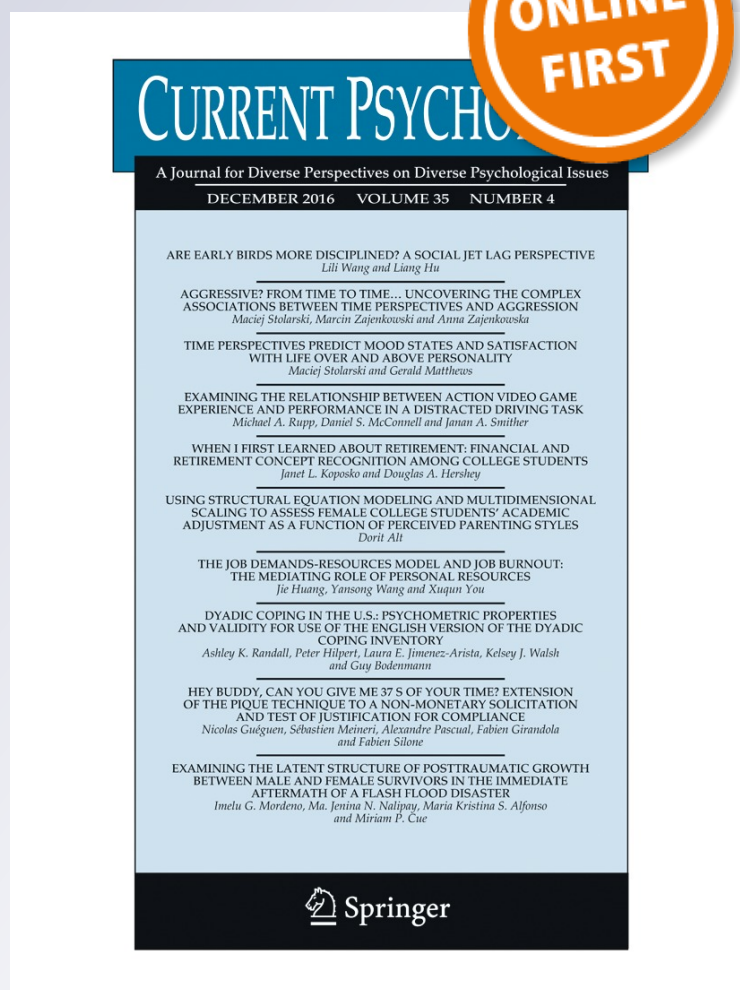 ONLINE
FIRST
CURRENT PSYCHO
A Journal for Diverse Perspectives on Diverse Psychological Issues
DECEMBER 2016 VOLUME 35 NUMBER 4
ARE EARLY BIRDS MORE DISCIPLINED? A SOCIAL JET LAG PERSPECTIVE
Lili Wang and Liang Hu
AGGRESSIVE? FROM TIME TO TIME... UNCOVERING THE COMPLEX
ASSOCIATIONS BETWEEN TIME PERSPECTIVES AND AGGRESSION
Maciej Stolarski, Marcin Zajenkowski and Anna Zajenkowska
TIME PERSPECTIVES PREDICT MOOD STATES AND SATISFACTION
WITH LIFE OVER AND ABOVE PERSONALITY
Maciej Stolarski and Gerald Matthews
EXAMINING THE RELATIONSHIP BETWEEN ACTION VIDEO GAME
EXPERIENCE AND PERFORMANCE IN A DISTRACTED DRIVING TASK
Michael A. Rupp, Daniel S. McConnell and Janan A. Smither
WHEN I FIRST LEARNED ABOUT RETIREMENT: FINANCIAL AND
RETIREMENT CONCEPT RECOGNITION AMONG COLLEGE STUDENTS
Janet L. Koposko and Douglas A. Hershey
USING STRUCTURAL EQUATION MODELING AND MULTIDIMENSIONAL
SCALING TO ASSESS FEMALE COLLEGE STUDENTS' ACADEMIC
ADJUSTMENT AS A FUNCTION OF PERCEIVED PARENTING STYLES
Dorit Alt
THE JOB DEMANDS-RESOURCES MODEL AND JOB BURNOUT:
THE MEDIATING ROLE OF PERSONAL RESOURCES
Jie Huang, Yansong Wang and Xuqun You
DYADIC COPING IN THE U.S.: PSYCHOMETRIC PROPERTIES
AND VALIDITY FOR USE OF THE ENGLISH VERSION OF THE DYADIC
COPING INVENTORY
Ashley K. Randall, Peter Hilpert, Laura E. Jimenez-Arista, Kelsey J. Walsh
and Guy Bodenmann
HEY BUDDY, CAN YOU GIVE ME 37 S OF YOUR TIME? EXTENSION
OF THE PIQUE TECHNIQUE TO A NON-MONETARY SOLICITATION
AND TEST OF JUSTIFICATION FOR COMPLIANCE
Nicolas Guéguen, Sébastien Meineri, Alexandre Pascual, Fabien Girandola
and Fabien Silone
EXAMINING THE LATENT STRUCTURE OF POSTTRAUMATIC GROWTH
BETWEEN MALE AND FEMALE SURVIVORS IN THE IMMEDIATE
AFTERMATH OF A FLASH FLOOD DISASTER
Imelu G. Mordeno, Ma. Jenina N. Nalipay, Maria Kristina S. Alfonso
and Miriam P. Cue
Springer